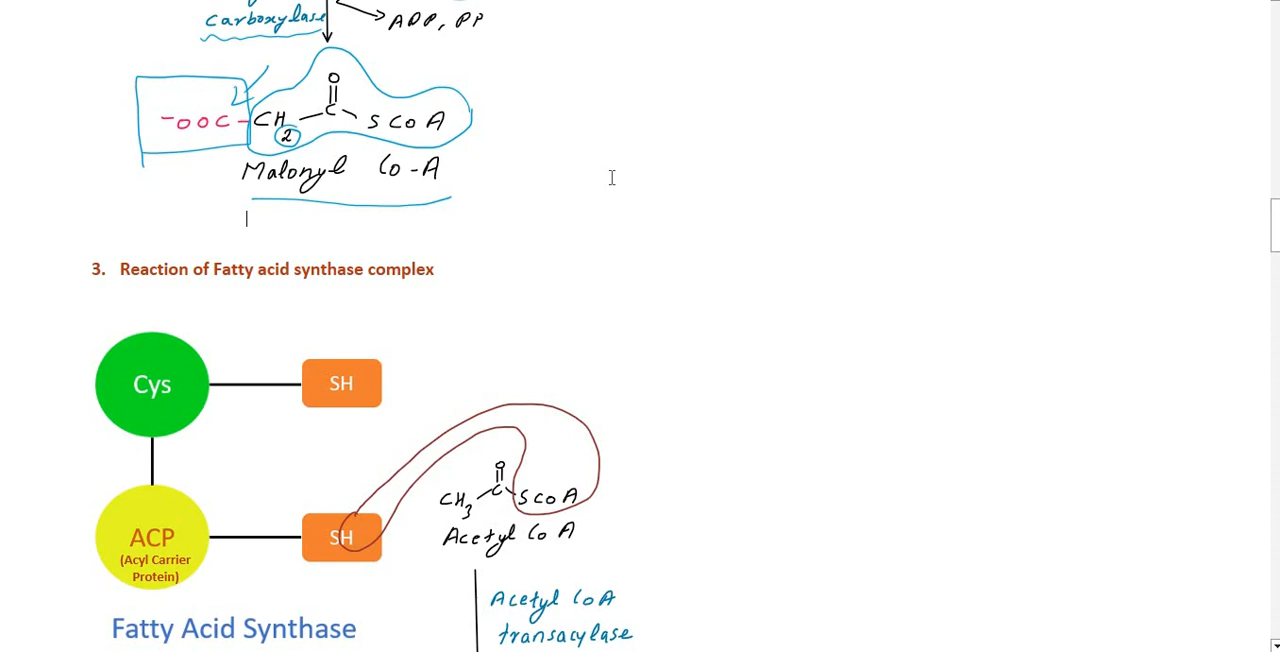 Carboxylase
ADP, PP
O
-OOC-CH2-C-SCoA
Malonyl Co-A
3. Reaction of Fatty acid synthase complex
Cys
SH
O
CH3-C-SCoA
ACP
(Acyl Carrier
Protein)
SH
Acetyl CoA
Acetyl CoA
transacylase
Fatty Acid Synthase